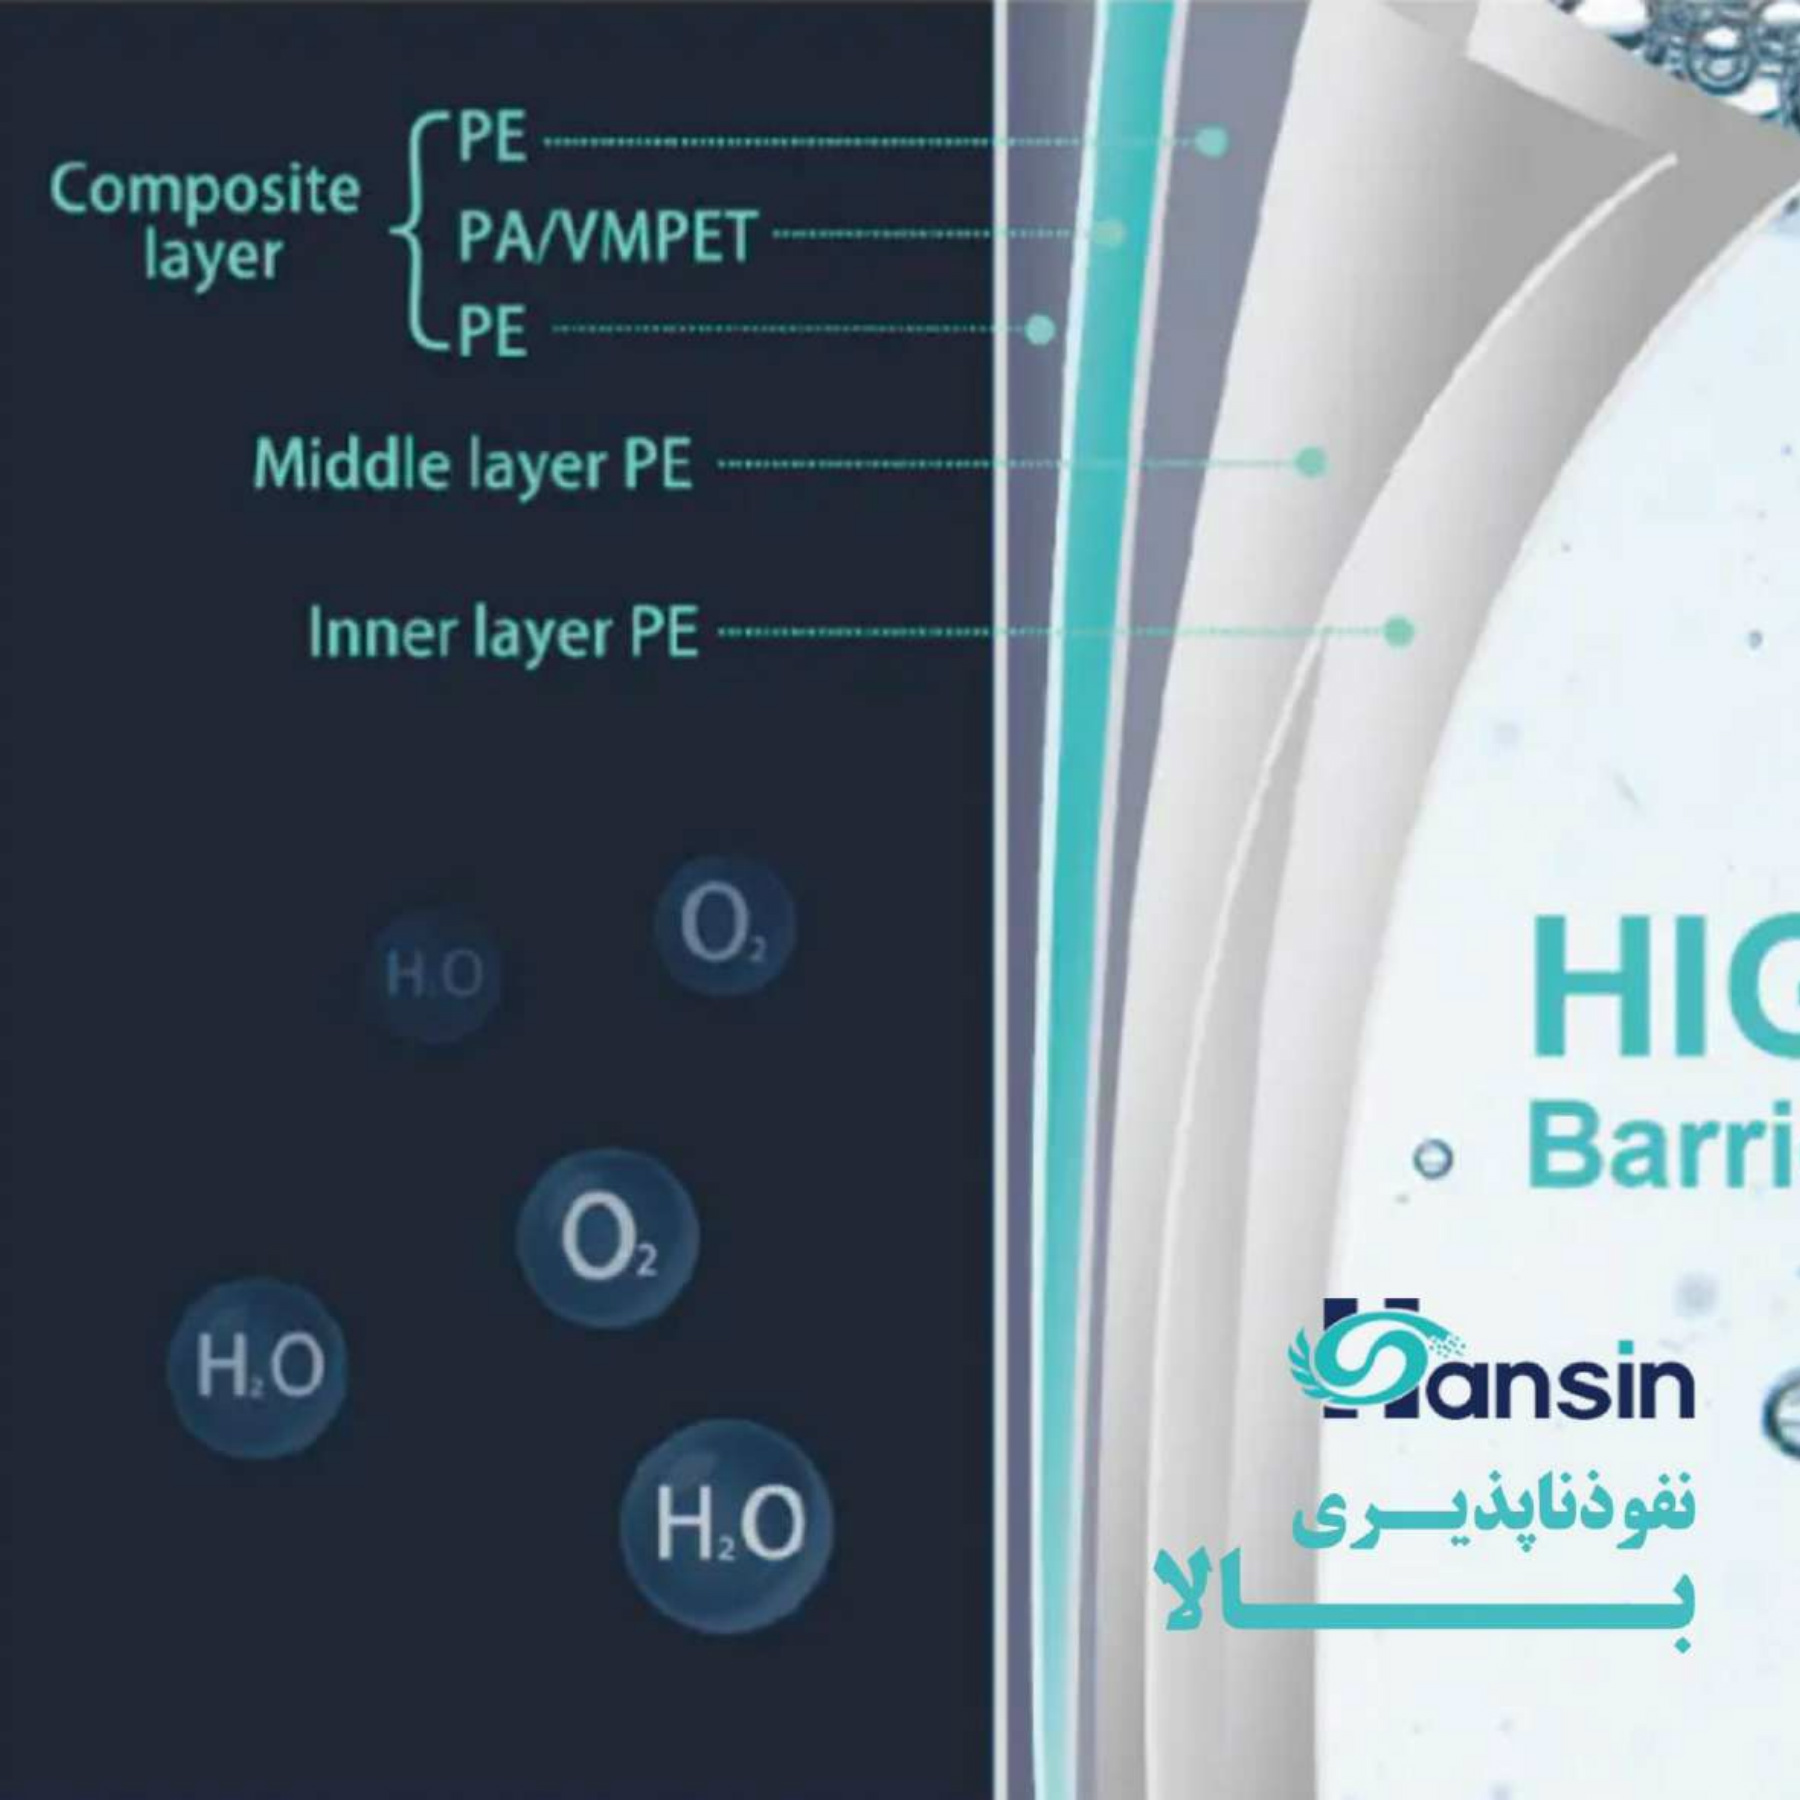 Composite
layer
PE
PA/VMPET
PE
Middle layer PE
Inner layer PE
O₂
H₂O
O₂
H₂O
H₂O
HIG
Barri
Hansin
نفوذناپذیری
بالا